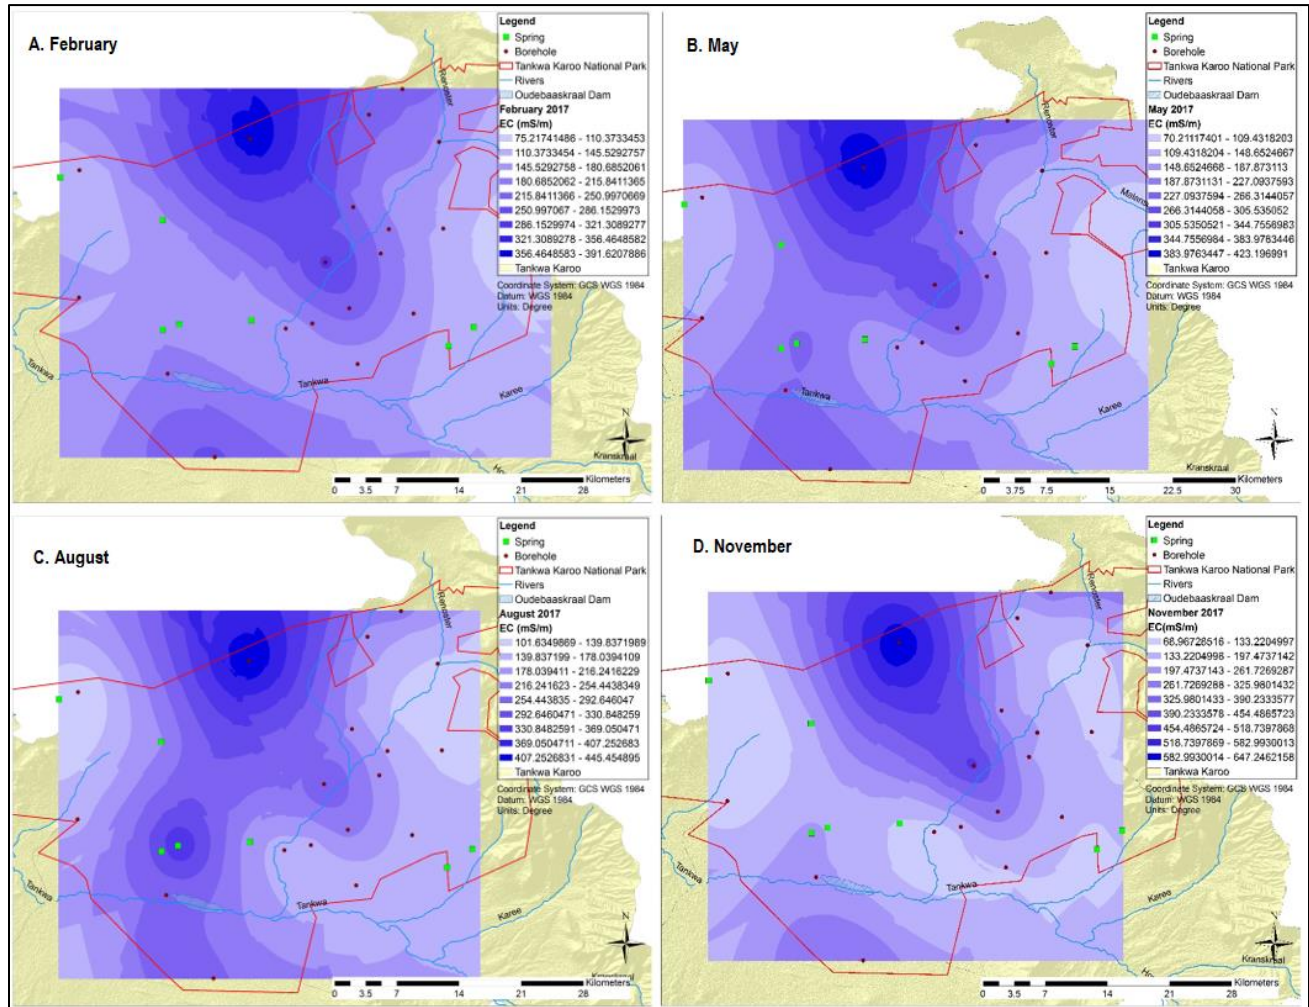 A. February
Legend
Spring
Borehole
Tankwa Karoo National Park
Rivers
Oudebaaskraal Dam
February 2017
EC (mS/m)
75.21741486 - 110.3733453
110.3733454 - 145.5292757
145.5292758 - 180.6852061
180.6852062 - 215.8411365
215.8411366 - 250.9970669
250.997067 - 286.1529973
286.1529974 - 321.3089277
321.3089278 - 356.4648582
356.4648583 - 391.6207886
Tankwa Karoo
Coordinate System: GCS WGS 1984
Datum: WGS 1984
Units: Degree
Renoster
Tankwa
Tankwa
Karee
Kranskraal
N
Kilometers
0 3.5 7 14 21 28
B. May
Legend
Spring
Borehole
Tankwa Karoo National Park
Rivers
Oudebaaskraal Dam
May 2017
EC (mS/m)
70.21117401 - 109.4318203
109.4318204 - 148.6524667
148.6524668 - 187.873113
187.8731131 - 227.0937593
227.0937594 - 266.3144057
266.3144058 - 305.535052
305.5350521 - 344.7556983
344.7556984 - 383.9763446
383.9763447 - 423.196991
Tankwa Karoo
Coordinate System: GCS WGS 1984
Datum: WGS 1984
Units: Degree
Renoster
Tankwa
Karee
Kranskraal
N
Kilometers
0 3.75 7.5 15 22.5 30
C. August
Legend
Spring
Borehole
Tankwa Karoo National Park
Rivers
Oudebaaskraal Dam
August 2017
EC (mS/m)
101.6349869 - 139.8371989
139.837199 - 178.0394109
178.039411 - 216.2416229
216.241623 - 254.4438349
254.443835 - 292.646047
292.6460471 - 330.848259
330.8482591 - 369.050471
369.0504711 - 407.252683
407.2526831 - 445.454895
Tankwa Karoo
Coordinate System: GCS WGS 1984
Datum: WGS 1984
Units: Degree
Renoster
Tankwa
Tankwa
Karee
N
Kilometers
0 3.5 7 14 21 28
D. November
Legend
Spring
Borehole
Tankwa Karoo National Park
Rivers
Oudebaaskraal Dam
November 2017
EC(mS/m)
68.96728516 - 133.2204997
133.2204998 - 197.4737142
197.4737143 - 261.7269287
261.7269288 - 325.9801432
325.9801433 - 390.2333577
390.2333578 - 454.4865723
454.4865724 - 518.7397868
518.7397869 - 582.9930013
582.9930014 - 647.2462158
Tankwa Karoo
Coordinate System: GCS WGS 1984
Datum: WGS 1984
Units: Degree
Renoster
Tankwa
Tankwa
Karee
Kranskraal
N
Kilometers
0 3.5 7 14 21 28